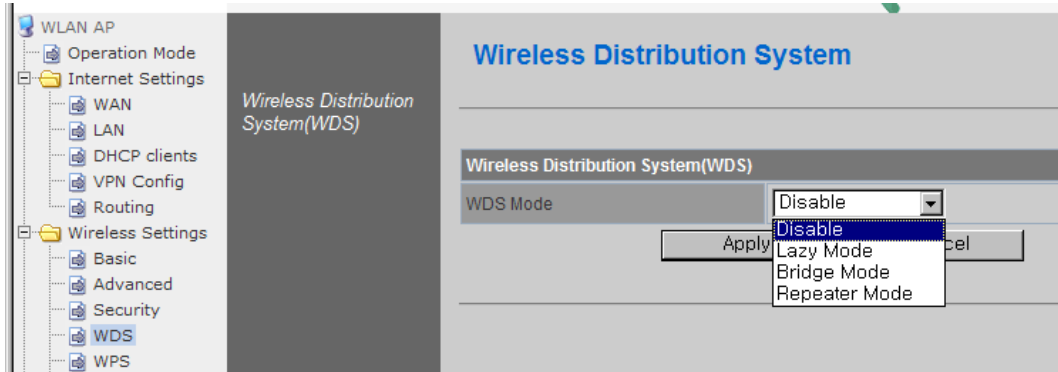 WLAN AP
Operation Mode
Internet Settings
WAN
LAN
DHCP clients
VPN Config
Routing
Wireless Settings
Basic
Advanced
Security
WDS
WPS
Wireless Distribution
System(WDS)
Wireless Distribution System
Wireless Distribution System(WDS)
WDS Mode
Disable
Disable
Lazy Mode
Bridge Mode
Repeater Mode
Apply